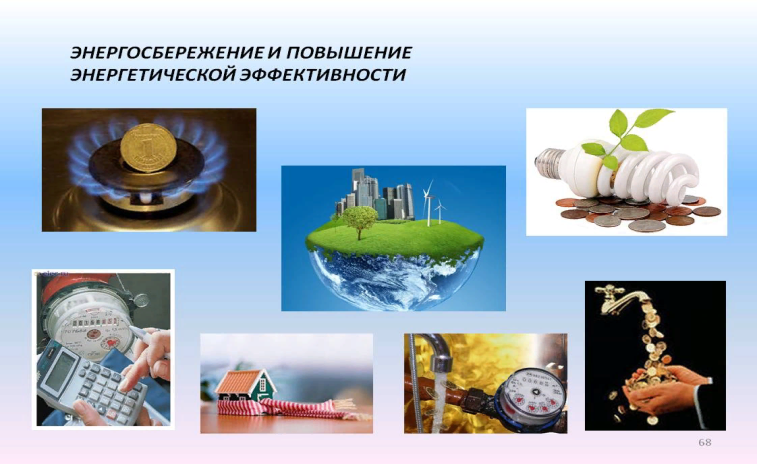 ЭНЕРГОСБЕРЕЖЕНИЕ И ПОВЫШЕНИЕ
ЭНЕРГЕТИЧЕСКОЙ ЭФФЕКТИВНОСТИ
68